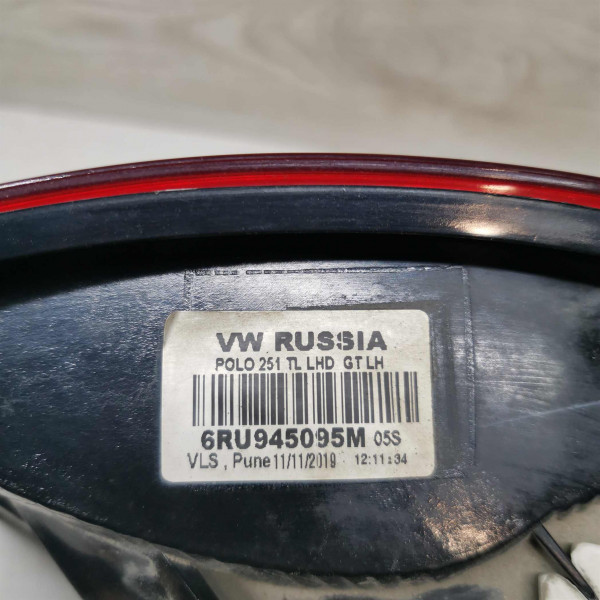 VW RUSSIA
POLO 251 TL LHD GT LH
6RU945095M 05S
VLS , Pune 11/11/2019 12:11:34